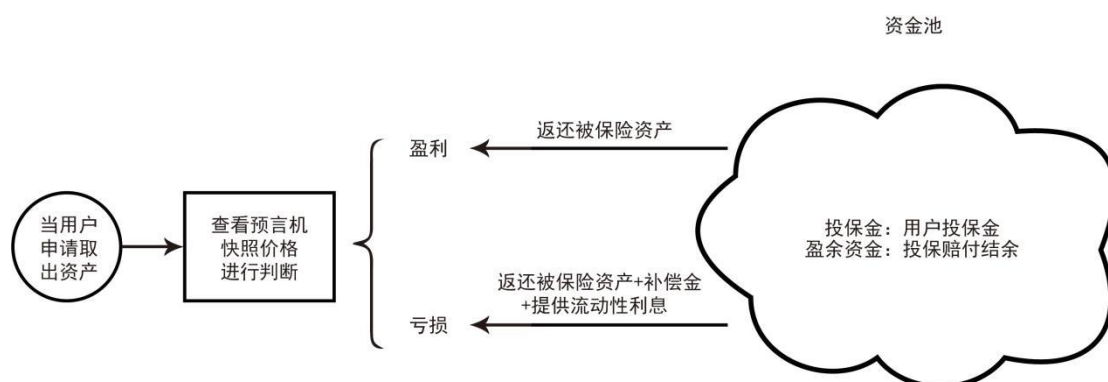 资金池
返还被保险资产
盈利
当用户
申请取
出资产
查看预言机
快照价格
进行判断
投保金：用户投保金
盈余资金：投保赔付结余
返还被保险资产+补偿金
+提供流动性利息
亏损